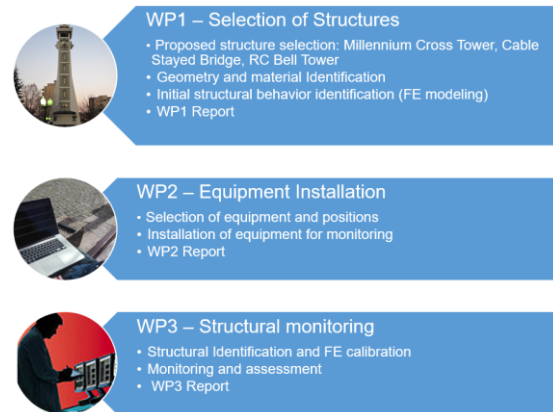 WP1 – Selection of Structures
• Proposed structure selection: Millennium Cross Tower, Cable
Stayed Bridge, RC Bell Tower
• Geometry and material Identification
• Initial structural behavior identification (FE modeling)
• WP1 Report
WP2 – Equipment Installation
• Selection of equipment and positions
• Installation of equipment for monitoring
• WP2 Report
WP3 – Structural monitoring
• Structural Identification and FE calibration
• Monitoring and assessment
• WP3 Report